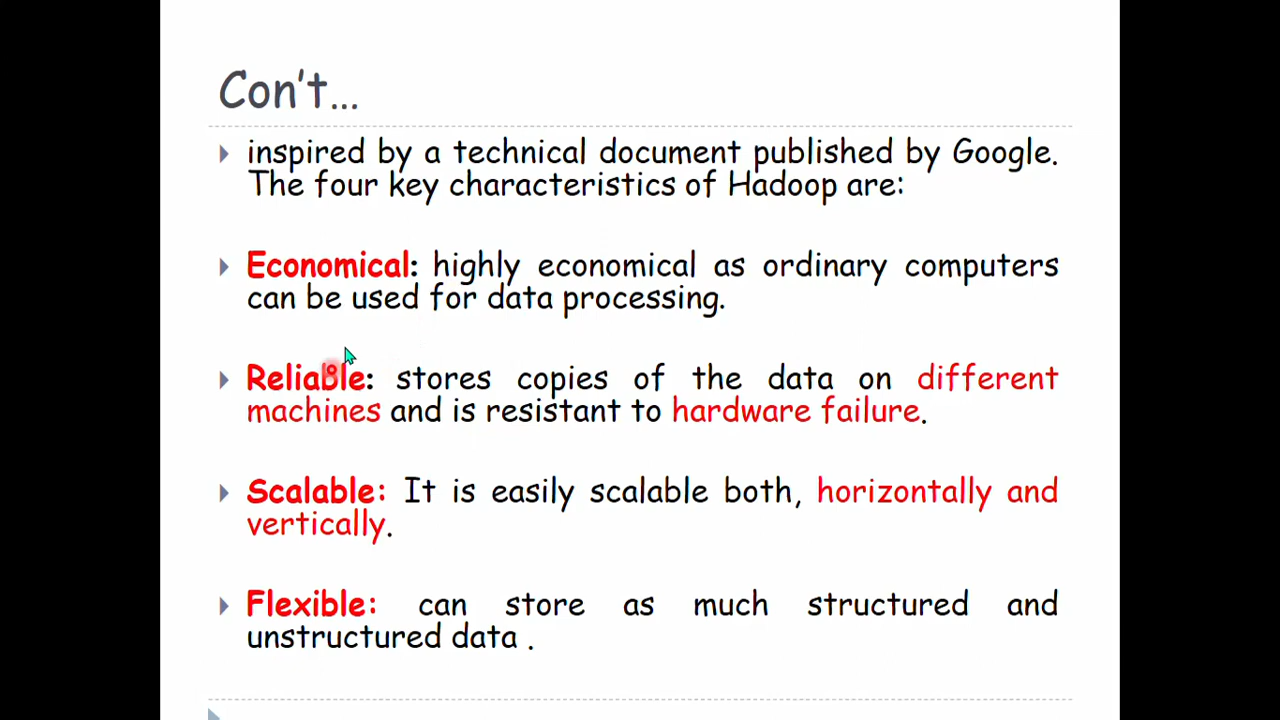 Con't...
inspired by a technical document published by Google.
The four key characteristics of Hadoop are:
Economical: highly economical as ordinary computers
can be used for data processing.
Reliable: stores copies of the data on different
machines and is resistant to hardware failure.
Scalable: It is easily scalable both, horizontally and
vertically.
Flexible: can store as much structured and
unstructured data .